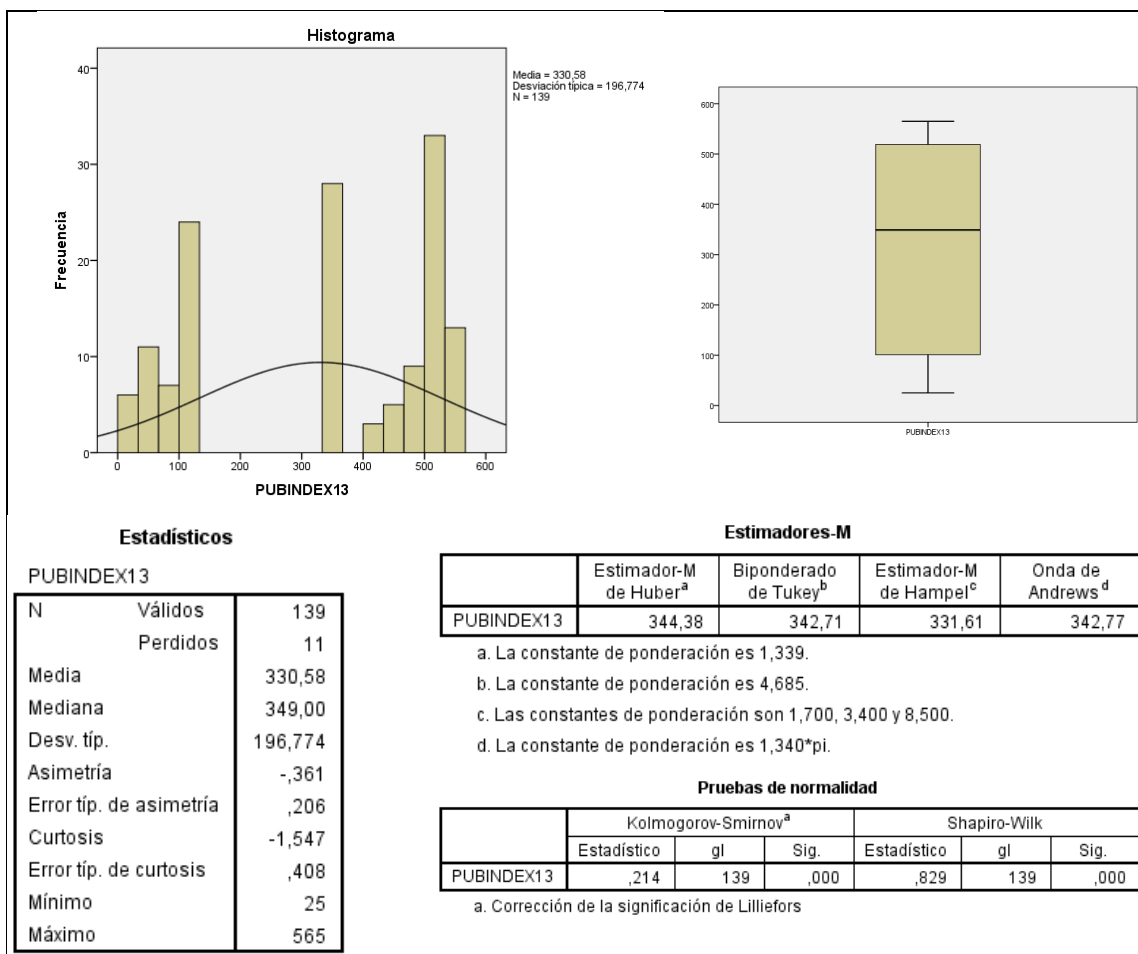 Histograma
Media = 330,58
Desviación típica = 196,774
N = 139
40
30
20
10
0
Frecuencia
0 100 200 300 400 500 600
PUBINDEX13
600
500
400
300
200
100
0
PUBINDEX13
Estadísticos
PUBINDEX13
N Válidos 139
Perdidos 11
Media 330,58
Mediana 349,00
Desv. típ. 196,774
Asimetría -,361
Error típ. de asimetría ,206
Curtosis -1,547
Error típ. de curtosis ,408
Mínimo 25
Máximo 565
Estimadores-M
Estimador-M de Huber a Biponderado de Tukey b Estimador-M de Hampel c Onda de Andrews d
PUBINDEX13 344,38 342,71 331,61 342,77
a. La constante de ponderación es 1,339.
b. La constante de ponderación es 4,685.
c. Las constantes de ponderación son 1,700, 3,400 y 8,500.
d. La constante de ponderación es 1,340*pi.
Pruebas de normalidad
Kolmogorov-Smirnov a Shapiro-Wilk
Estadístico gl Sig. Estadístico gl Sig.
PUBINDEX13 ,214 139 ,000 ,829 139 ,000
a. Corrección de la significación de Lilliefors